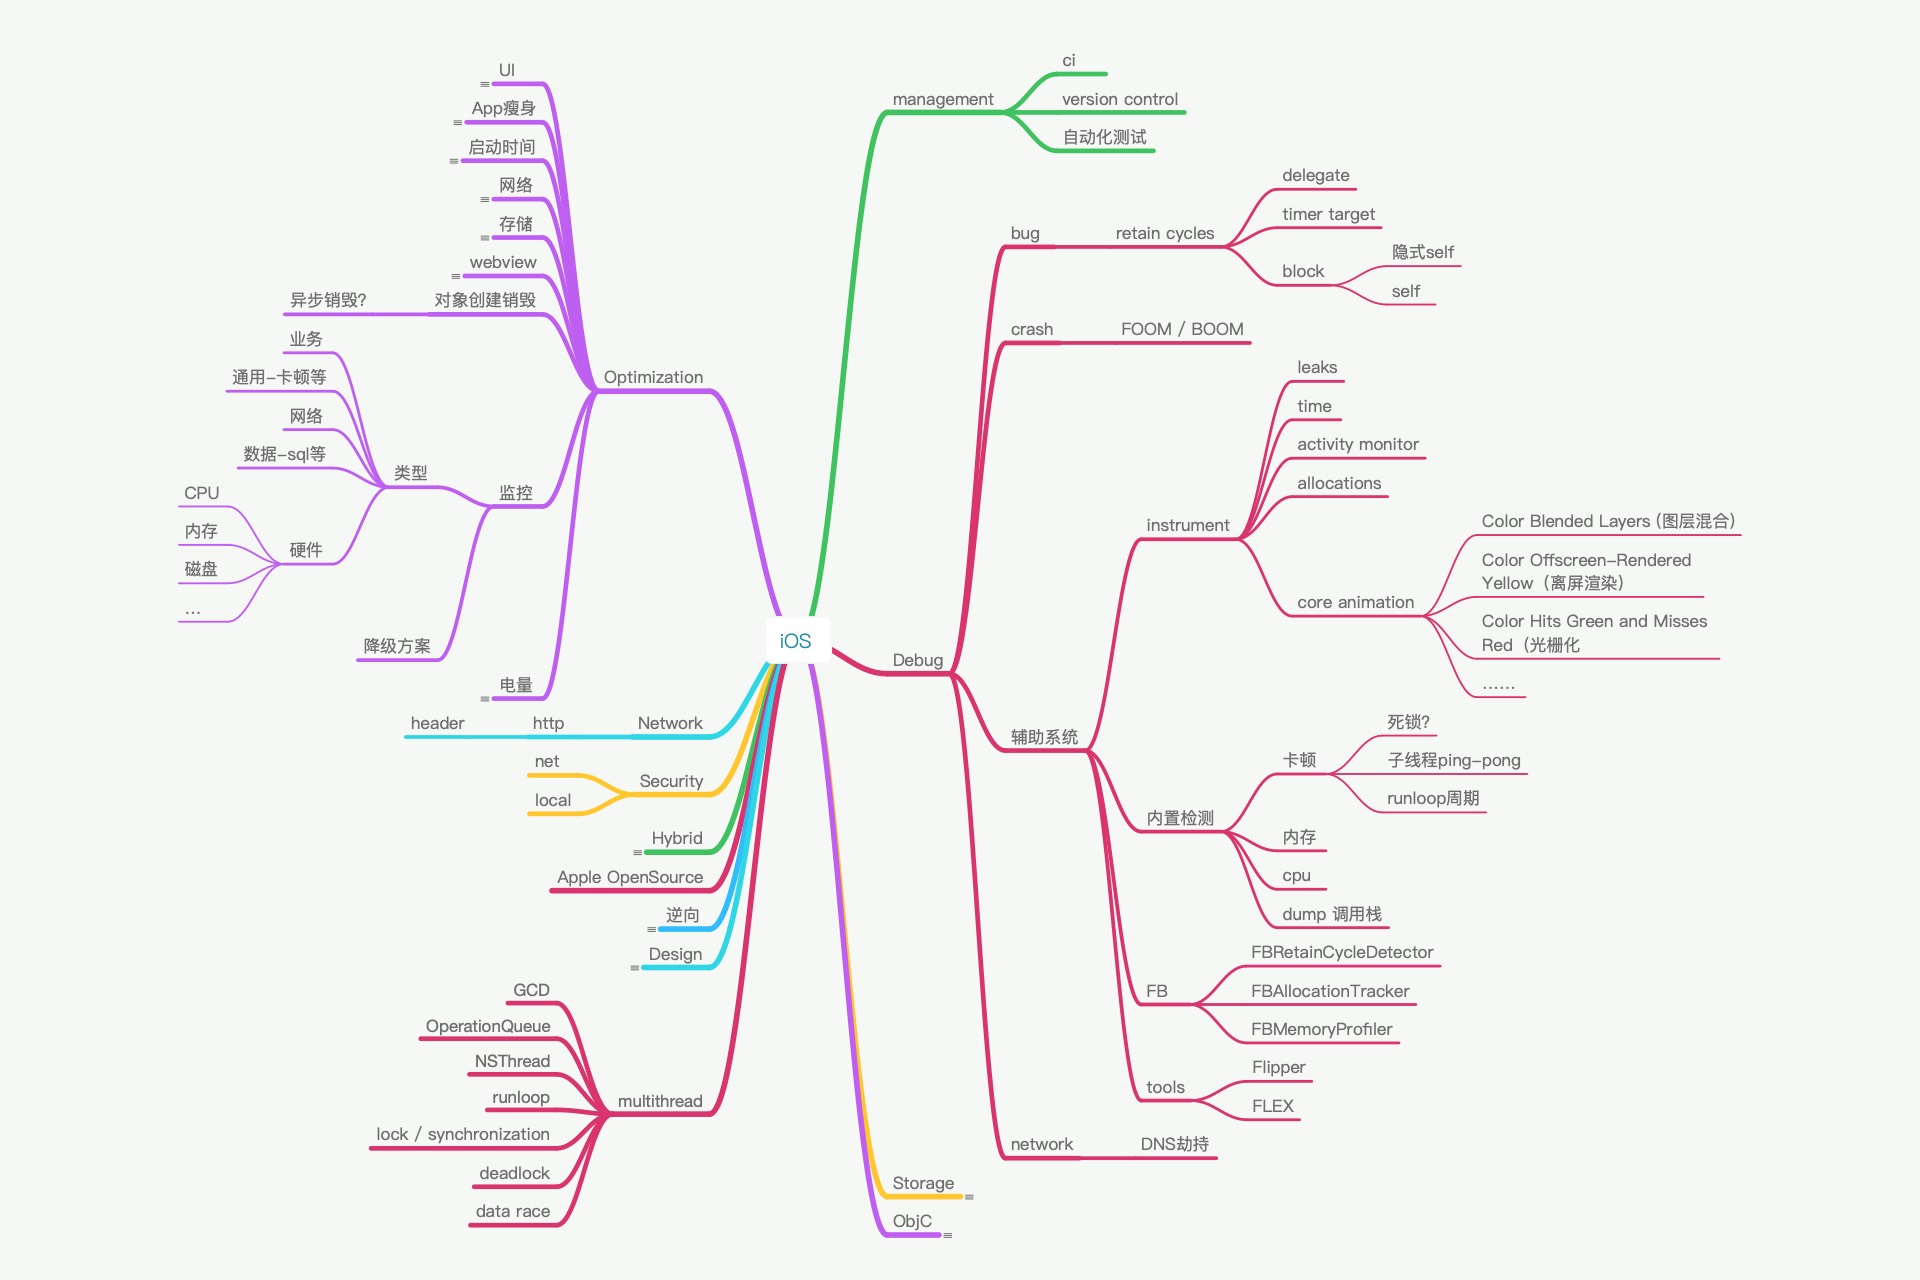 iOS
management
ci
version control
自动化测试
Debug
bug
retain cycles
delegate
timer target
block
隐式self
self
crash
FOOM / BOOM
辅助系统
instrument
leaks
time
activity monitor
allocations
core animation
Color Blended Layers (图层混合)
Color Offscreen-Rendered
Yellow（离屏渲染）
Color Hits Green and Misses
Red（光栅化
……
内置检测
卡顿
死锁?
子线程ping-pong
runloop周期
内存
cpu
dump 调用栈
FB
FBRetainCycleDetector
FBAllocationTracker
FBMemoryProfiler
tools
Flipper
FLEX
network
DNS劫持
Storage
ObjC
Optimization
UI
App瘦身
启动时间
网络
存储
webview
对象创建销毁
异步销毁?
监控
类型
业务
通用-卡顿等
网络
数据-sql等
硬件
CPU
内存
磁盘
...
降级方案
电量
Network
http
header
Security
net
local
Hybrid
Apple OpenSource
逆向
Design
multithread
GCD
OperationQueue
NSThread
runloop
lock / synchronization
deadlock
data race